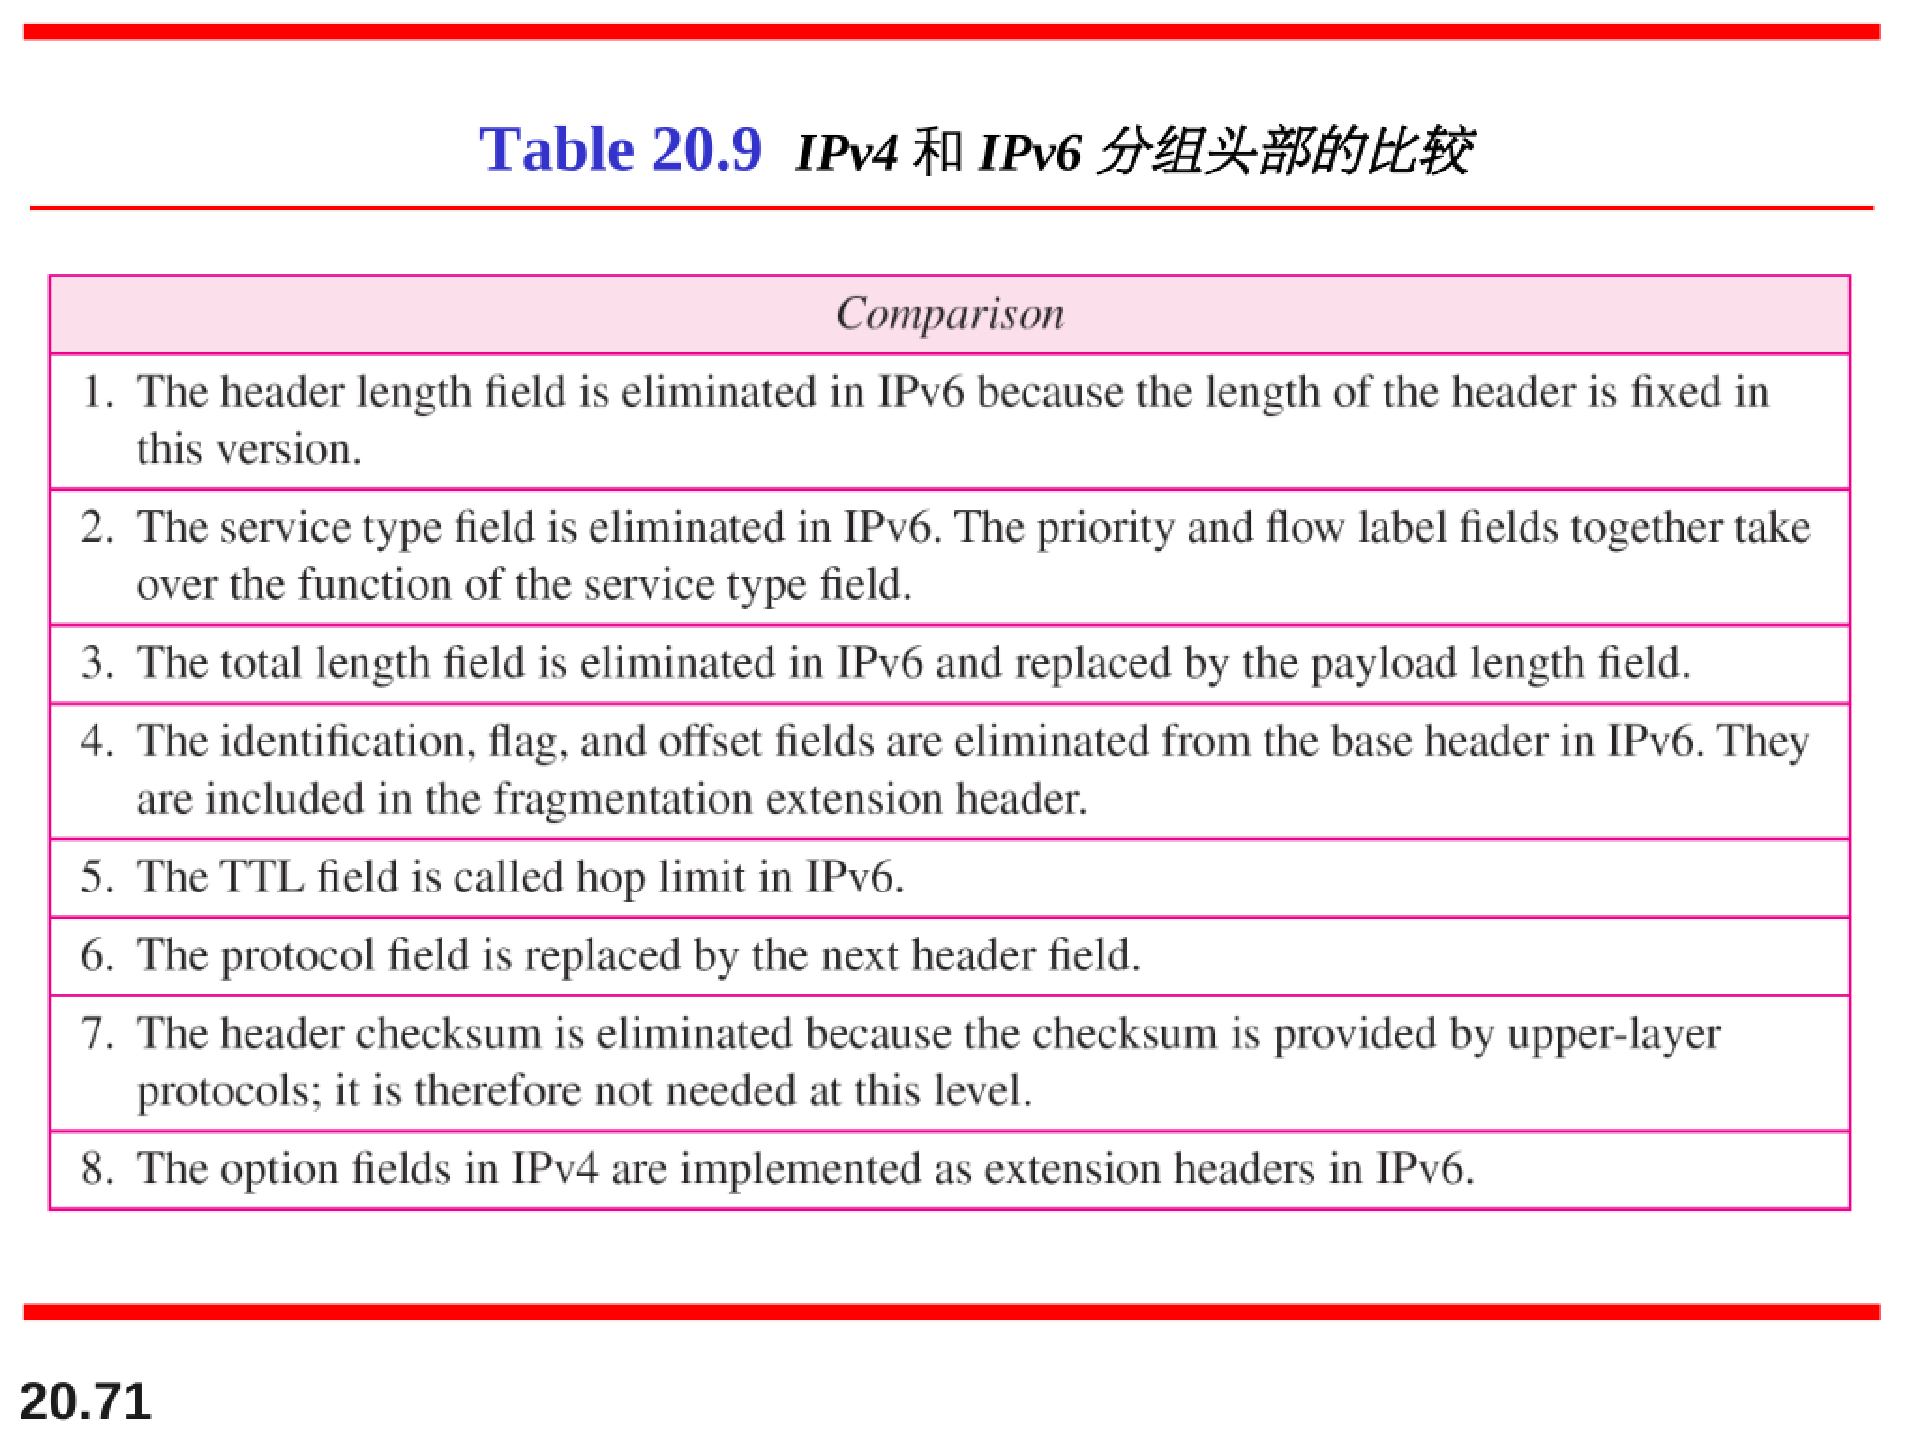 Table 20.9 IPv4 和 IPv6 分组头部的比较
Comparison
1. The header length field is eliminated in IPv6 because the length of the header is fixed in
this version.
2. The service type field is eliminated in IPv6. The priority and flow label fields together take
over the function of the service type field.
3. The total length field is eliminated in IPv6 and replaced by the payload length field.
4. The identification, flag, and offset fields are eliminated from the base header in IPv6. They
are included in the fragmentation extension header.
5. The TTL field is called hop limit in IPv6.
6. The protocol field is replaced by the next header field.
7. The header checksum is eliminated because the checksum is provided by upper-layer
protocols; it is therefore not needed at this level.
8. The option fields in IPv4 are implemented as extension headers in IPv6.
20.71